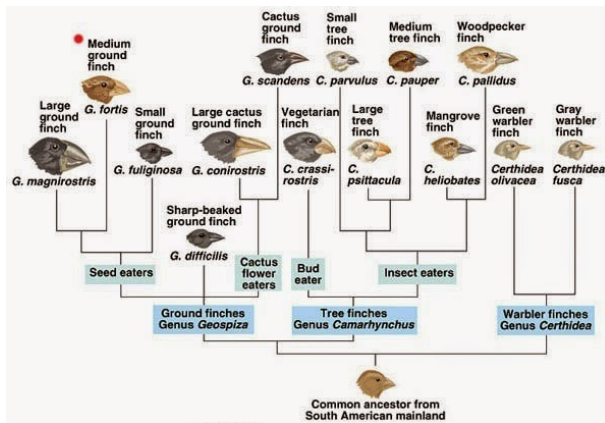 Cactus
ground
finch
G. scandens
Small
tree
finch
C. parvulus
Medium
tree finch
C. pauper
Woodpecker
finch
C. pallidus
Medium
ground
finch
G. fortis
Large
ground
finch
G. magnirostris
Small
ground
finch
G. fuliginosa
Large cactus
ground finch
G. conirostris
Vegetarian
finch
C. crassi-
rostris
Large
tree
finch
C.
psittacula
Mangrove
finch
C.
heliobates
Green
warbler
finch
Certhidea
olivacea
Gray
warbler
finch
Certhidea
fusca
Sharp-beaked
ground finch
G. difficilis
Seed eaters
Cactus
flower
eaters
Bud
eater
Insect eaters
Ground finches
Genus Geospiza
Tree finches
Genus Camarhynchus
Warbler finches
Genus Certhidea
Common ancestor from
South American mainland